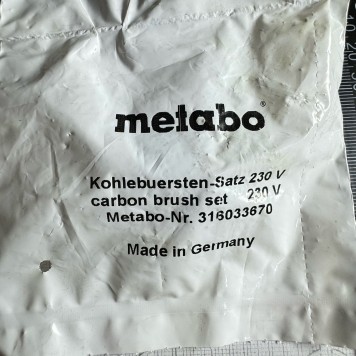 metabo®
Kohlebuersten-Satz 230 V
carbon brush set 230 V
Metabo-Nr. 316033670
Made in Germany